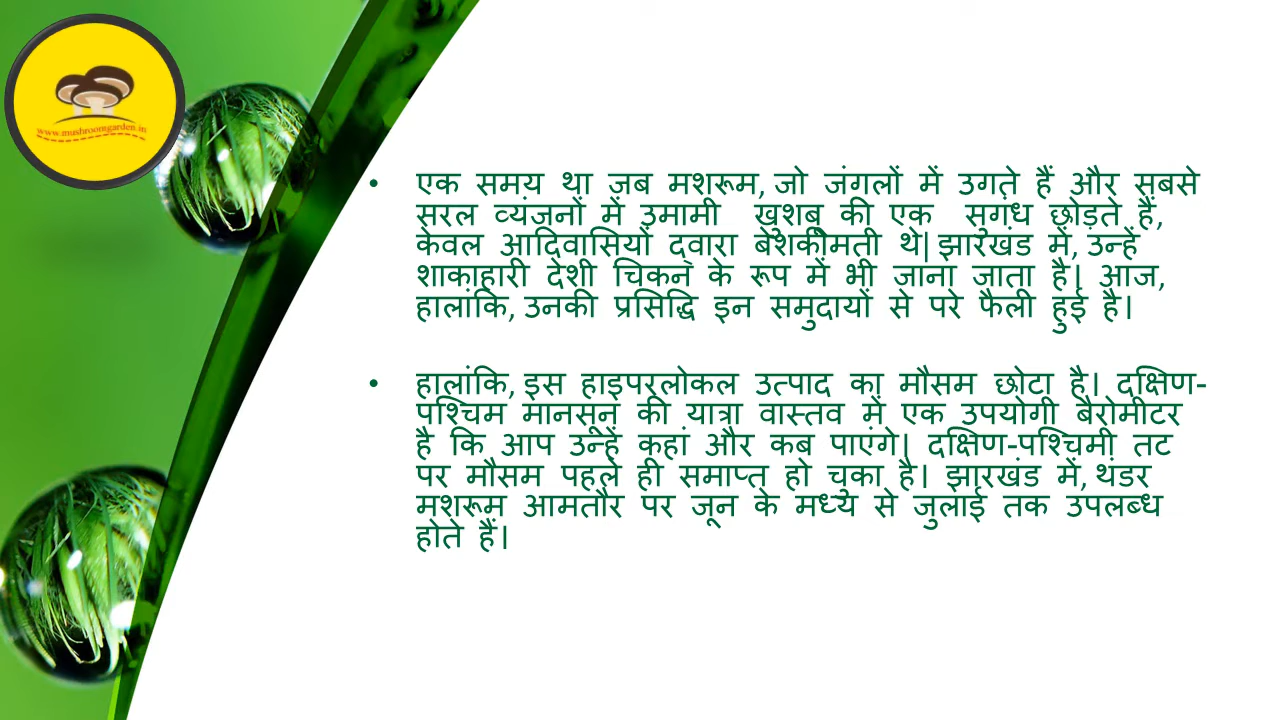 www.mushroomgarden.in
• एक समय था जब मशरूम, जो जंगलों में उगते हैं और सबसे
सरल व्यंजनों में उमामी खुशबू की एक सुगंध छोड़ते हैं,
केवल आदिवासियों द्वारा बेशकीमती थे| झारखंड में, उन्हें
शाकाहारी देशी चिकन के रूप में भी जाना जाता है। आज,
हालांकि, उनकी प्रसिद्धि इन समुदायों से परे फैली हुई है।
• हालांकि, इस हाइपरलोकल उत्पाद का मौसम छोटा है। दक्षिण-
पश्चिम मानसून की यात्रा वास्तव में एक उपयोगी बैरोमीटर
है कि आप उन्हें कहां और कब पाएंगे। दक्षिण-पश्चिमी तट
पर मौसम पहले ही समाप्त हो चुका है। झारखंड में, थंडर
मशरूम आमतौर पर जून के मध्य से जुलाई तक उपलब्ध
होते हैं।